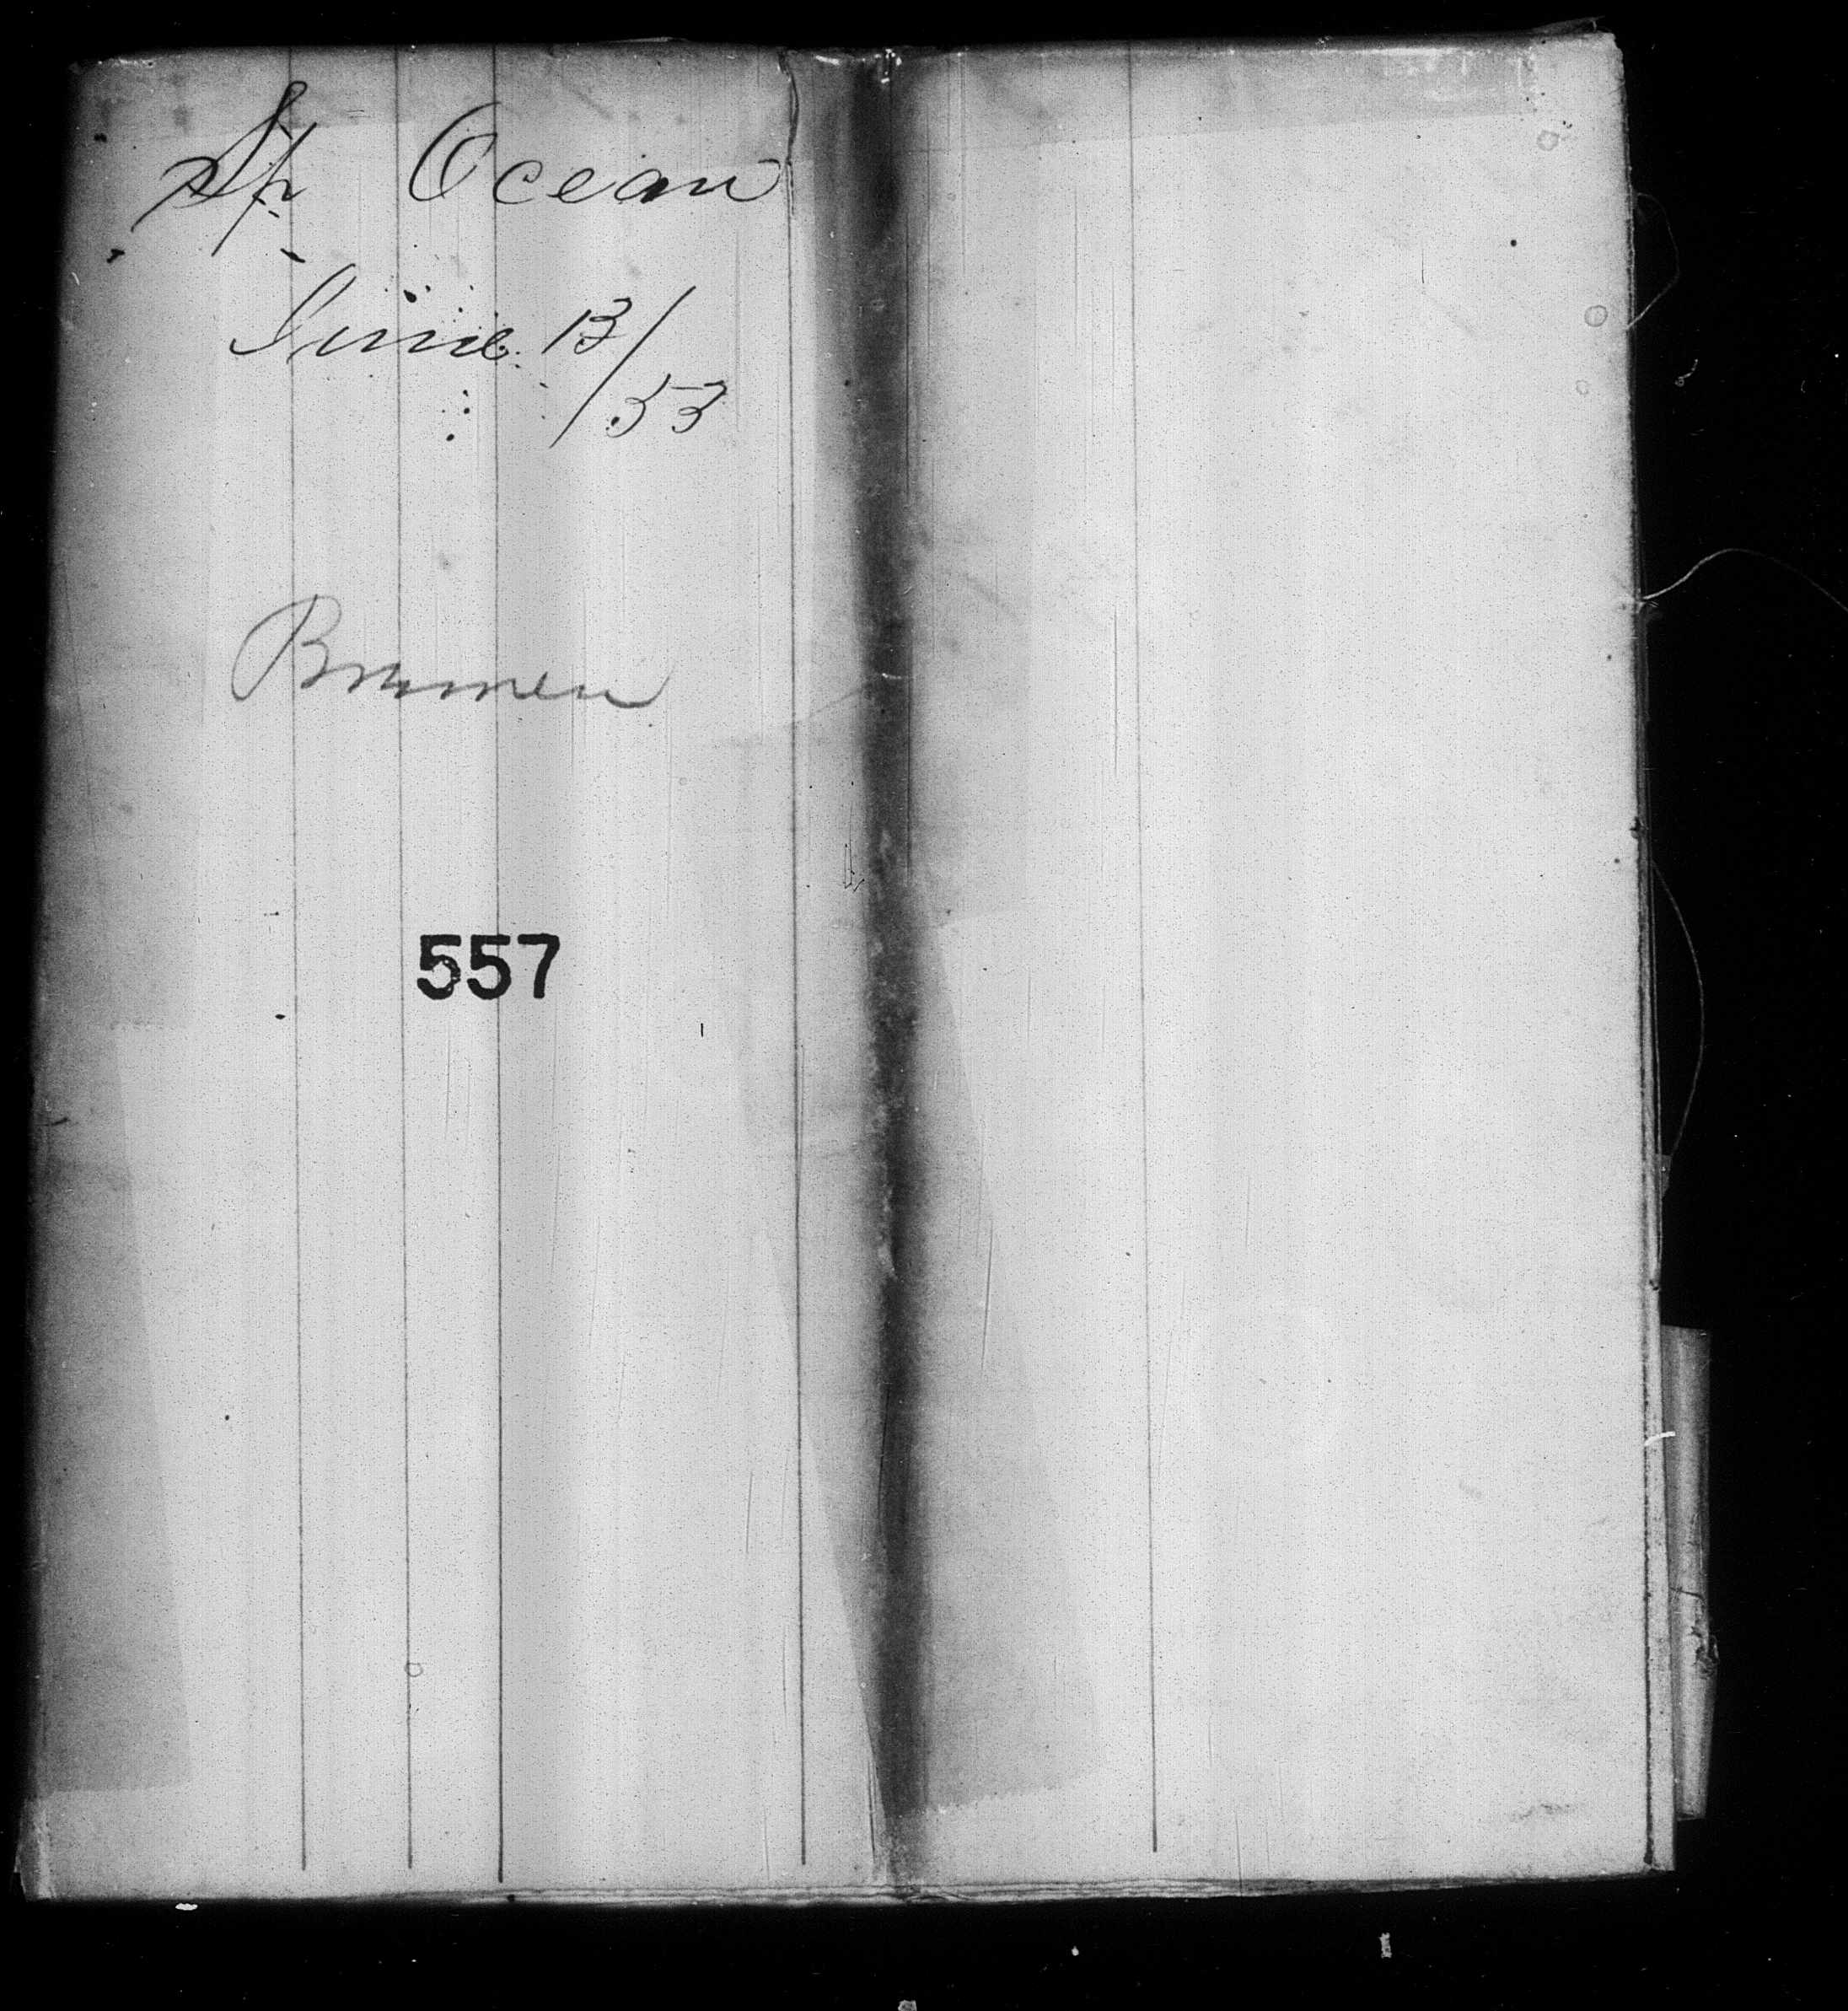 Sp Ocean
June 13/
53
Bremen
557